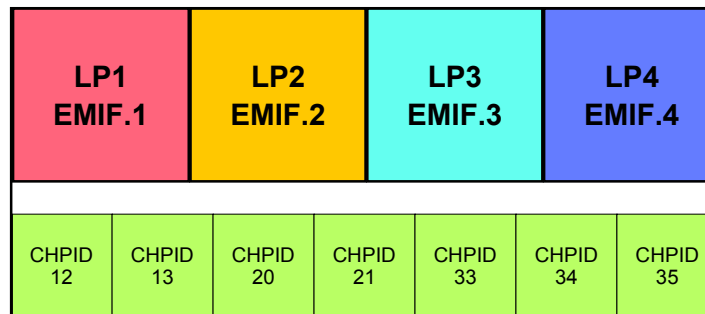 LP1
EMIF.1
LP2
EMIF.2
LP3
EMIF.3
LP4
EMIF.4
CHPID
12
CHPID
13
CHPID
20
CHPID
21
CHPID
33
CHPID
34
CHPID
35